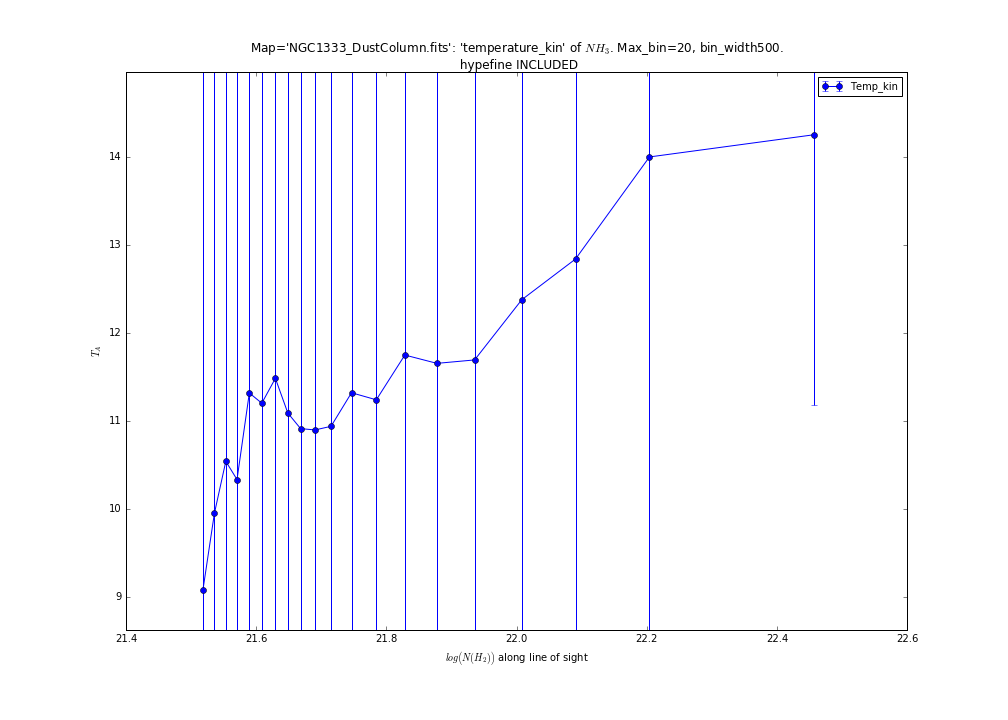 Map='NGC1333_DustColumn.fits': 'temperature_kin' of NH₃. Max_bin=20, bin_width500.
hypefine INCLUDED
Temp_kin
14
13
12
11
10
9
T_A
21.4 21.6 21.8 22.0 22.2 22.4 22.6
log(N(H₂)) along line of sight